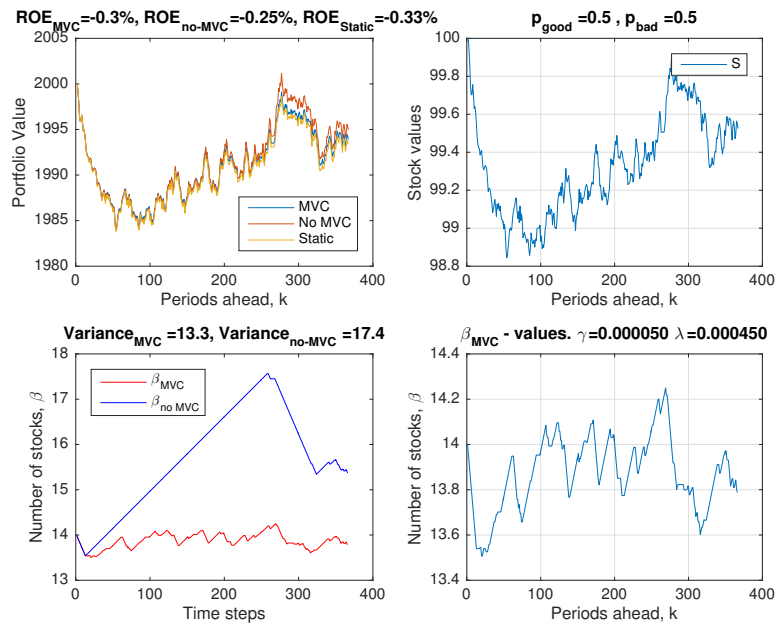 ROE_MVC=-0.3%, ROE_no-MVC=-0.25%, ROE_Static=-0.33%
2005
2000
1995
1990
1985
1980
Portfolio Value
MVC
No MVC
Static
0 100 200 300 400
Periods ahead, k
p_good =0.5 , p_bad =0.5
100
99.8
99.6
99.4
99.2
99
98.8
Stock values
S
0 100 200 300 400
Periods ahead, k
Variance_MVC =13.3, Variance_no-MVC =17.4
18
17
16
15
14
13
Number of stocks, β
β_MVC
β_no MVC
0 100 200 300 400
Time steps
β_MVC - values. γ=0.000050 λ=0.000450
14.4
14.2
14
13.8
13.6
13.4
Number of stocks, β
0 100 200 300 400
Periods ahead, k